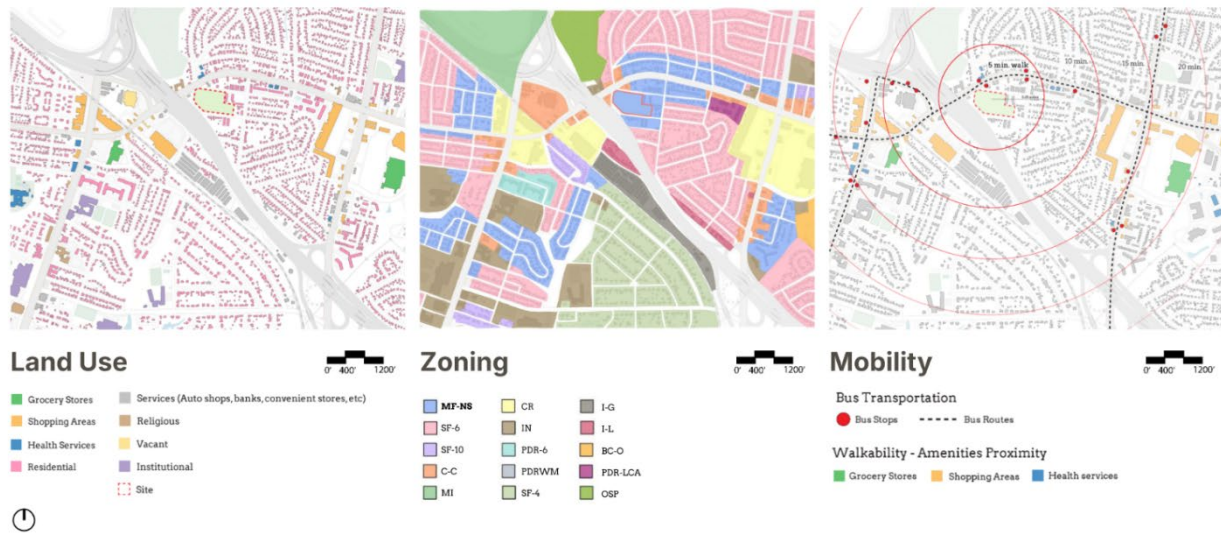 5 min. walk
10 min.
15 min.
20 min.
Land Use
0' 400' 1200'
Grocery Stores
Services (Auto shops, banks, convenient stores, etc)
Shopping Areas
Religious
Health Services
Vacant
Residential
Institutional
Site
Zoning
0' 400' 1200'
MF-NS
CR
I-G
SF-6
IN
I-L
SF-10
PDR-6
BC-O
C-C
PDRWM
PDR-LCA
MI
SF-4
OSP
Mobility
0' 400' 1200'
Bus Transportation
Bus Stops
Bus Routes
Walkability - Amenities Proximity
Grocery Stores
Shopping Areas
Health services